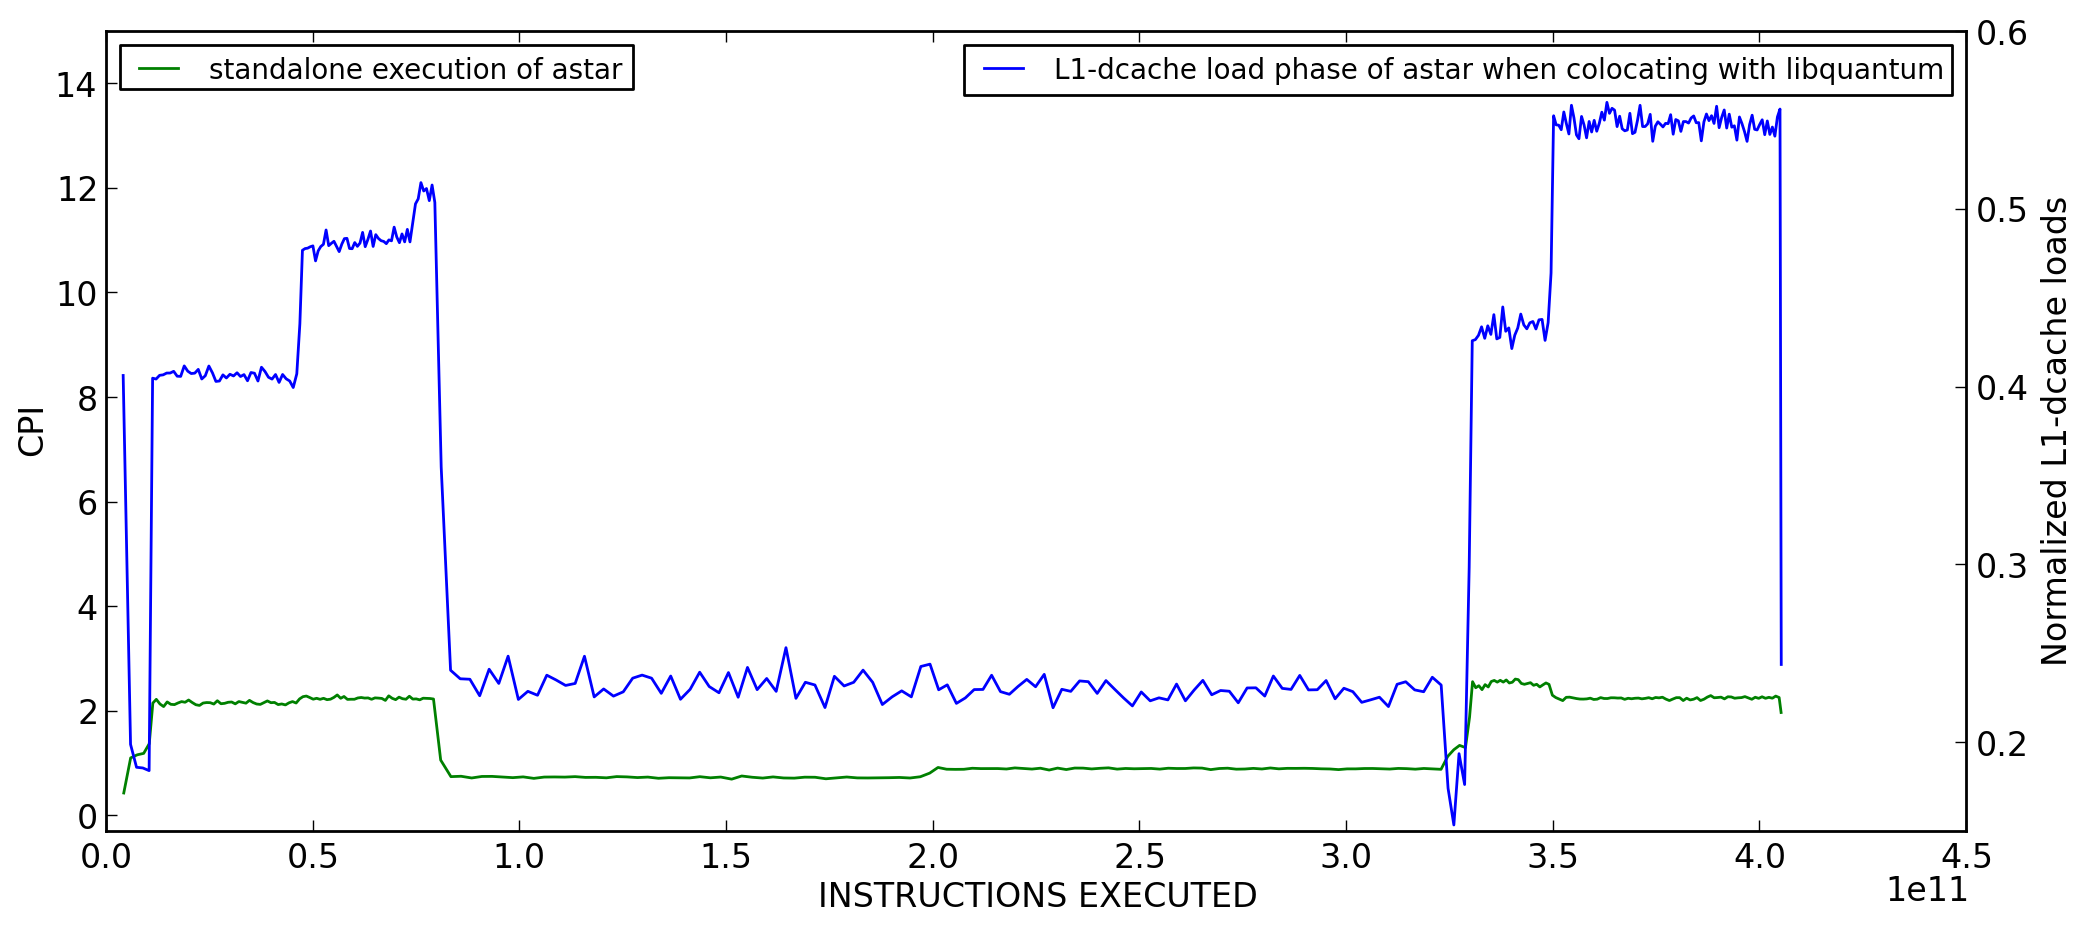 standalone execution of astar
L1-dcache load phase of astar when colocating with libquantum
CPI
14
12
10
8
6
4
2
0
0.6
0.5
0.4
0.3
0.2
Normalized L1-dcache loads
0.0 0.5 1.0 1.5 2.0 2.5 3.0 3.5 4.0 4.5
1e11
INSTRUCTIONS EXECUTED